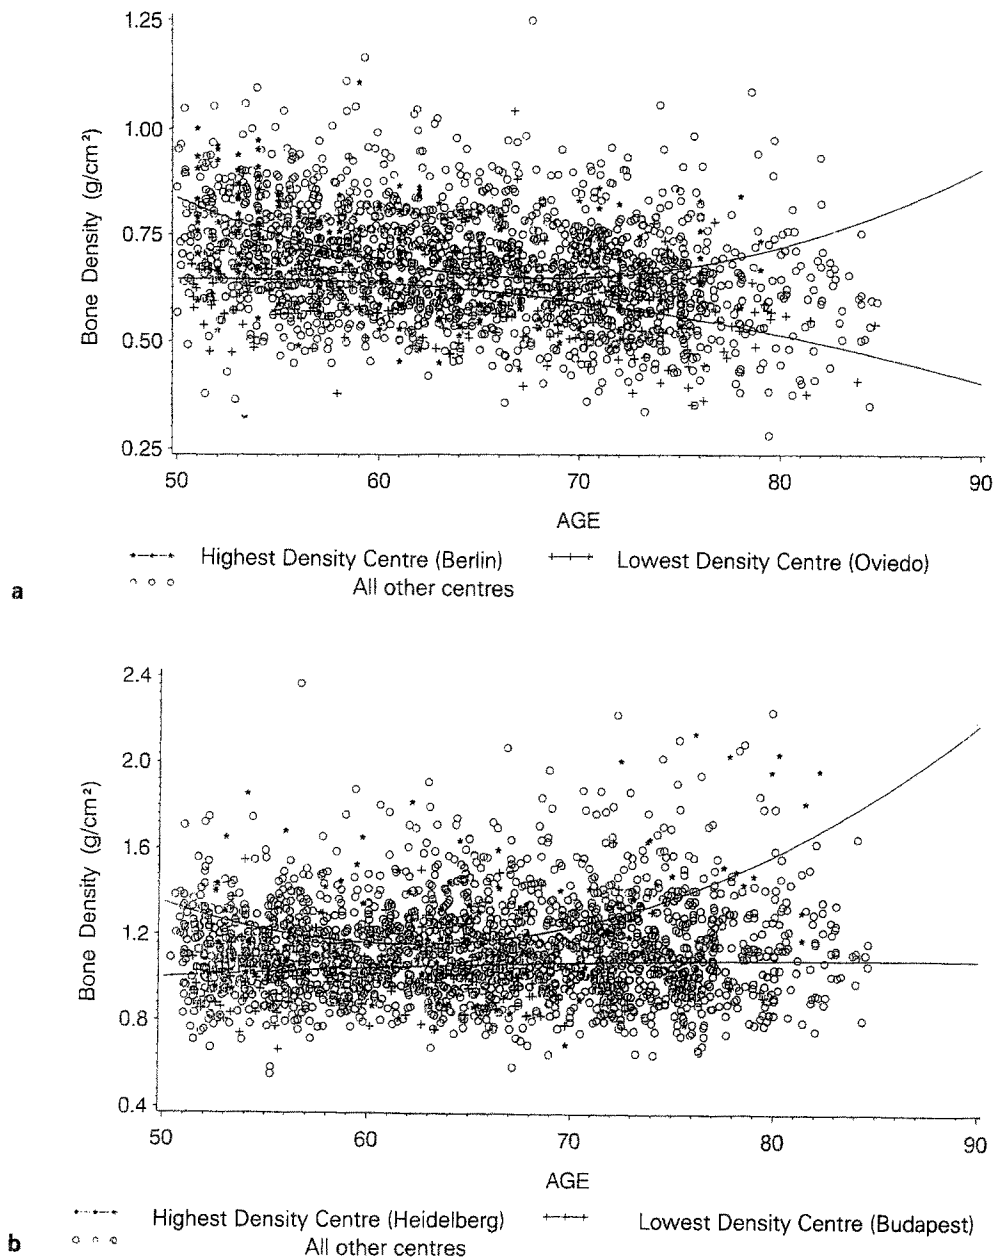 1.25
1.00
0.75
0.50
0.25
Bone Density (g/cm²)
50 60 70 80 90
AGE
Highest Density Centre (Berlin) Lowest Density Centre (Oviedo)
All other centres
a
2.4
2.0
1.6
1.2
0.8
0.4
Bone Density (g/cm²)
50 60 70 80 90
AGE
Highest Density Centre (Heidelberg) Lowest Density Centre (Budapest)
All other centres
b